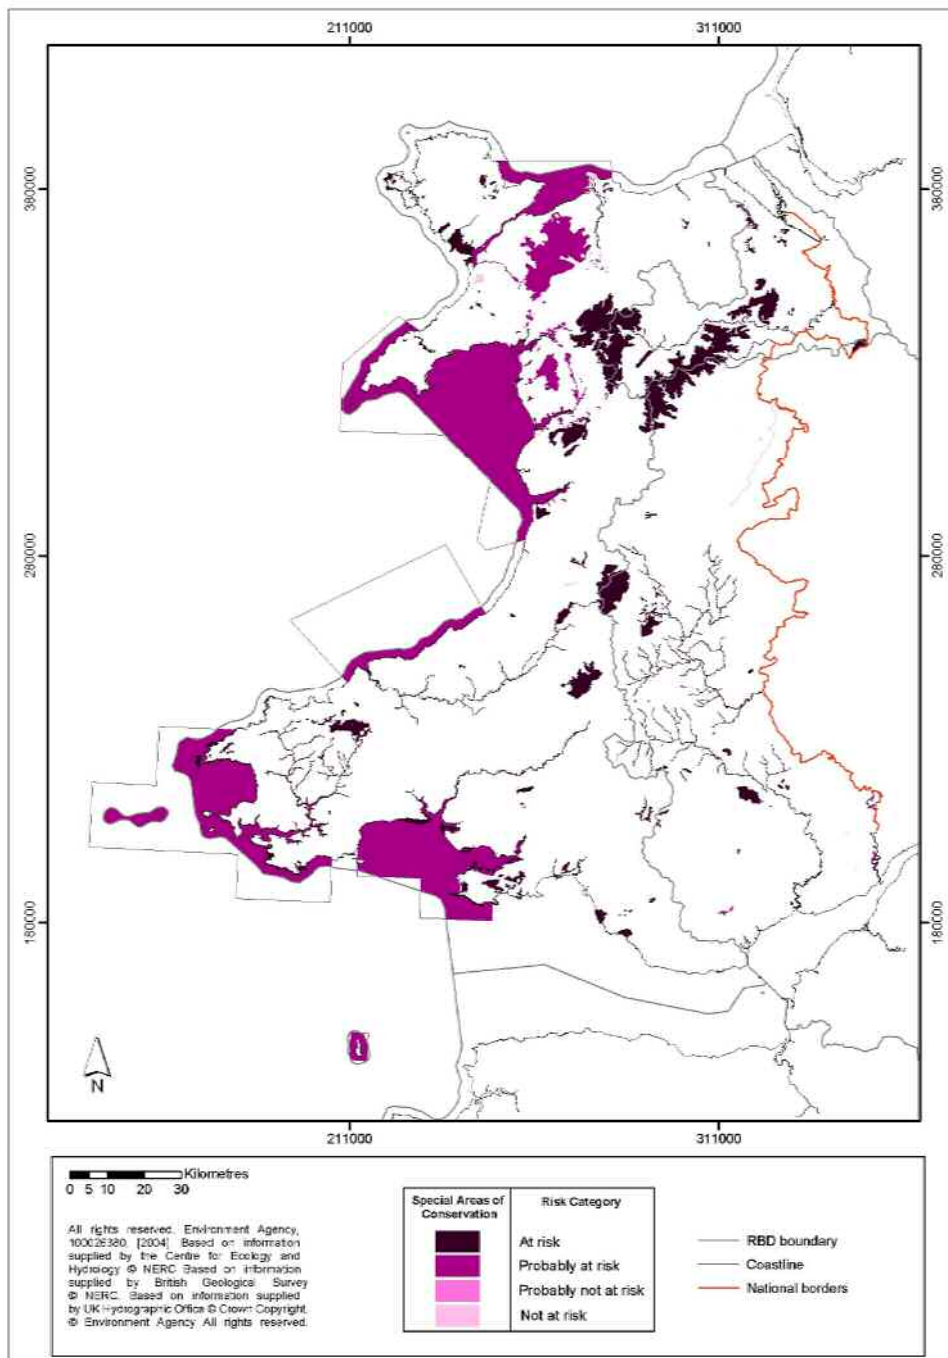 211000 311000
380000 380000
280000 280000
180000 180000
N
211000 311000
Kilometres
0 5 10 20 30
All rights reserved. Environment Agency,
100026380, [2004]. Based on information
supplied by the Centre for Ecology and
Hydrology © NERC. Based on information
supplied by British Geological Survey
© NERC. Based on information supplied
by UK Hydrographic Office © Crown Copyright.
© Environment Agency All rights reserved.
Special Areas of
Conservation
Risk Category
At risk
Probably at risk
Probably not at risk
Not at risk
RBD boundary
Coastline
National borders